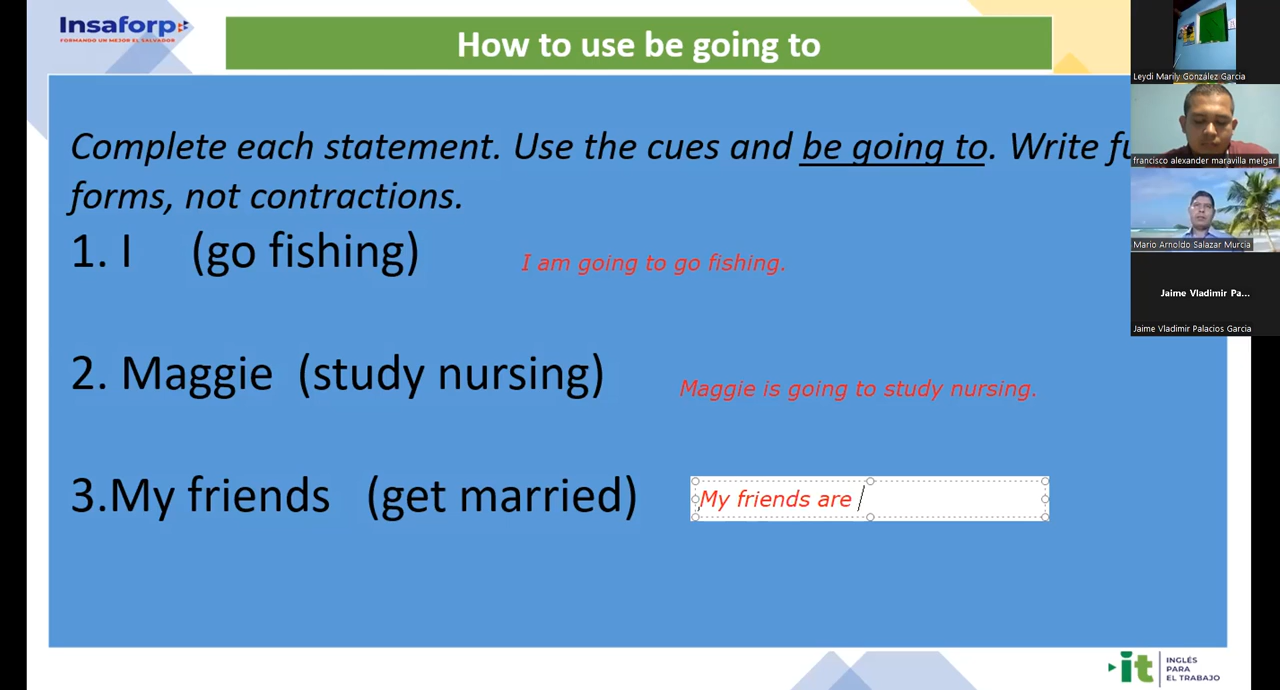 Insaforp
FORMANDO UN MEJOR EL SALVADOR
How to use be going to
Complete each statement. Use the cues and be going to. Write
forms, not contractions.
1. I (go fishing) I am going to go fishing.
2. Maggie (study nursing) Maggie is going to study nursing.
3.My friends (get married) My friends are
Leydi Marily González Garcia
francisco alexander maravilla melgar
Mario Arnoldo Salazar Murcia
Jaime Vladimir Pa...
Jaime Vladimir Palacios Garcia
it
INGLÉS
PARA
EL TRABAJO